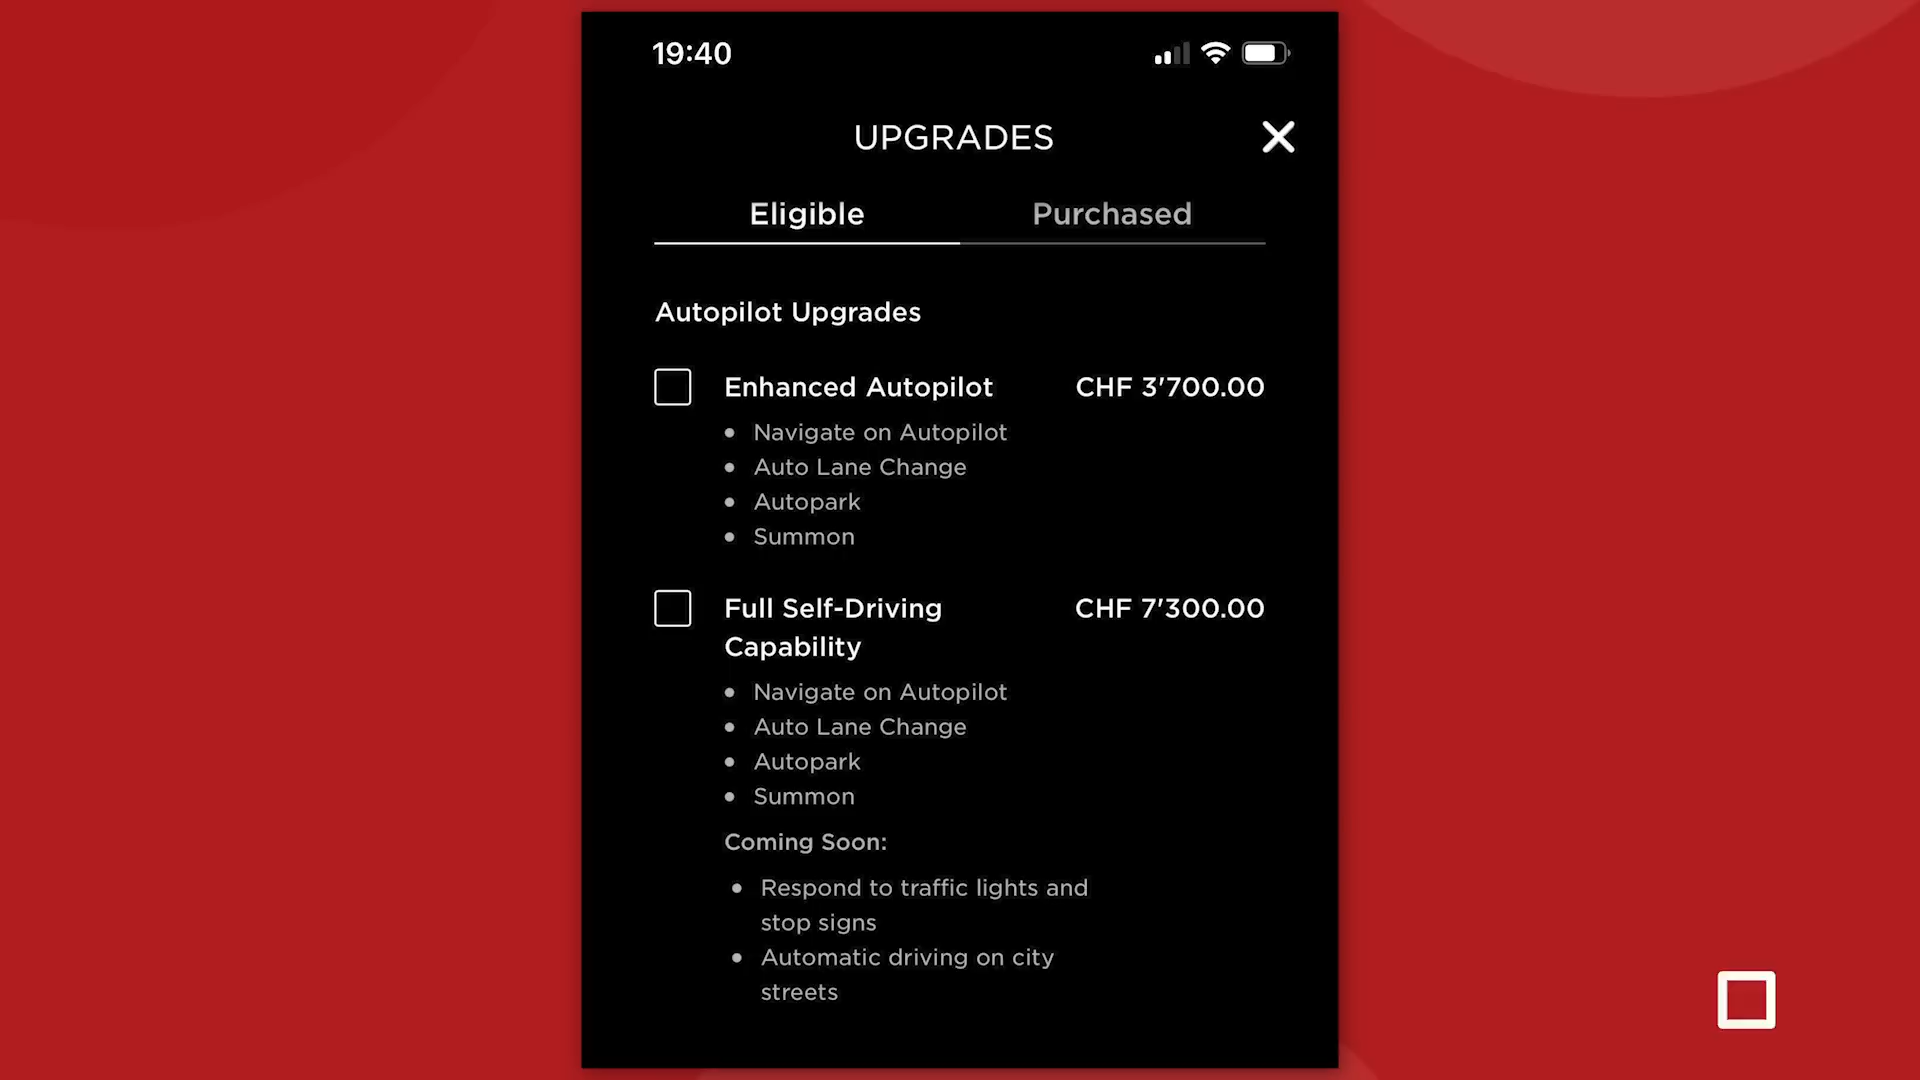 19:40
UPGRADES
Eligible
Purchased
Autopilot Upgrades
Enhanced Autopilot CHF 3'700.00
Navigate on Autopilot
Auto Lane Change
Autopark
Summon
Full Self-Driving CHF 7'300.00
Capability
Navigate on Autopilot
Auto Lane Change
Autopark
Summon
Coming Soon:
Respond to traffic lights and
stop signs
Automatic driving on city
streets